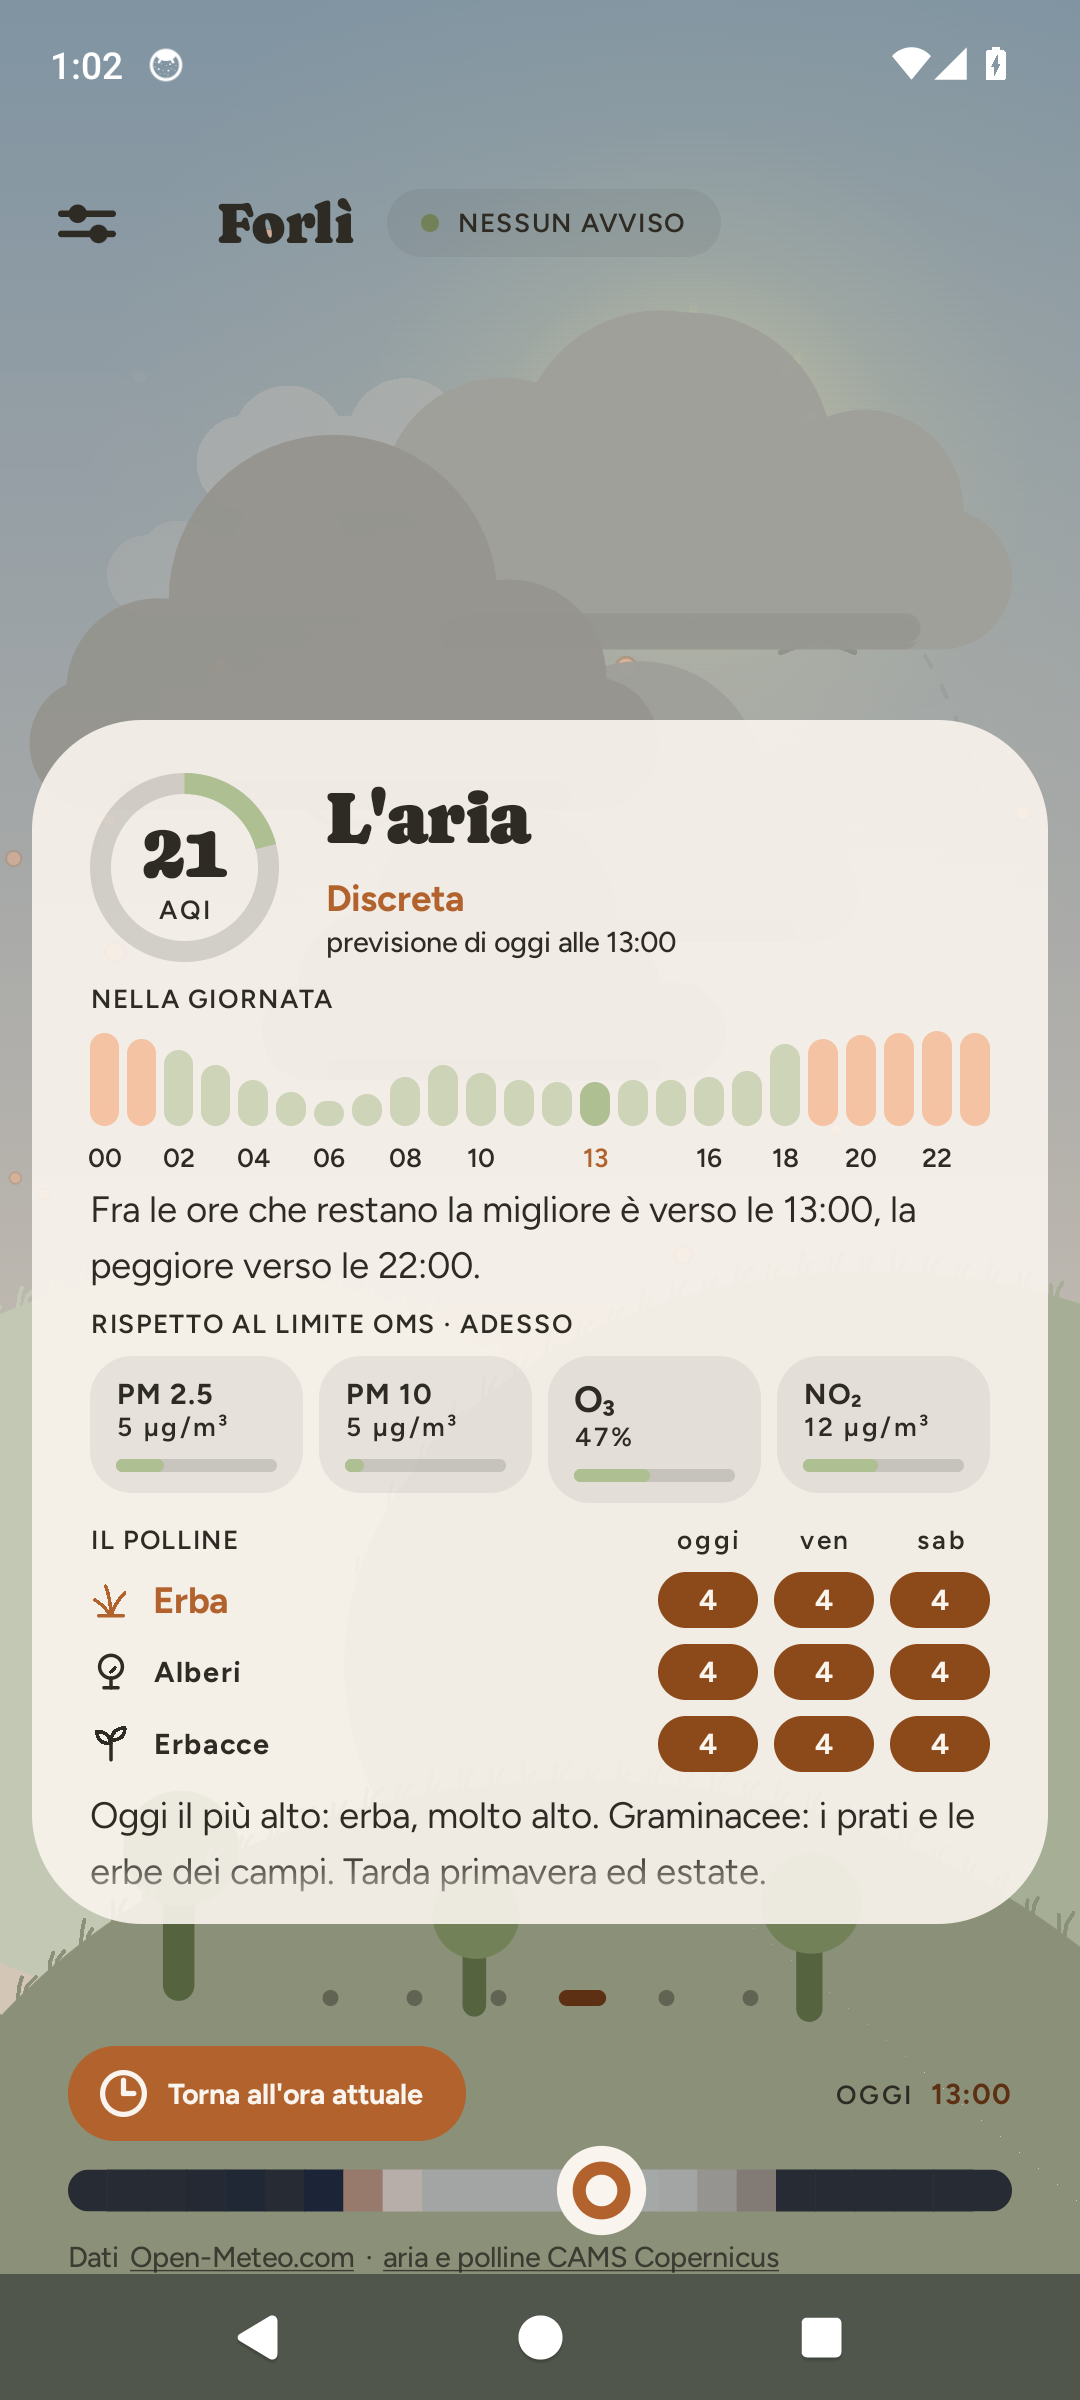 1:02
Forlì
NESSUN AVVISO
21
AQI
L'aria
Discreta
previsione di oggi alle 13:00
NELLA GIORNATA
00 02 04 06 08 10 13 16 18 20 22
Fra le ore che restano la migliore è verso le 13:00, la
peggiore verso le 22:00.
RISPETTO AL LIMITE OMS · ADESSO
PM 2.5
5 µg/m³
PM 10
5 µg/m³
O₃
47%
NO₂
12 µg/m³
IL POLLINE oggi ven sab
Erba 4 4 4
Alberi 4 4 4
Erbacce 4 4 4
Oggi il più alto: erba, molto alto. Graminacee: i prati e le
erbe dei campi. Tarda primavera ed estate.
Torna all'ora attuale
OGGI 13:00
Dati Open-Meteo.com · aria e polline CAMS Copernicus